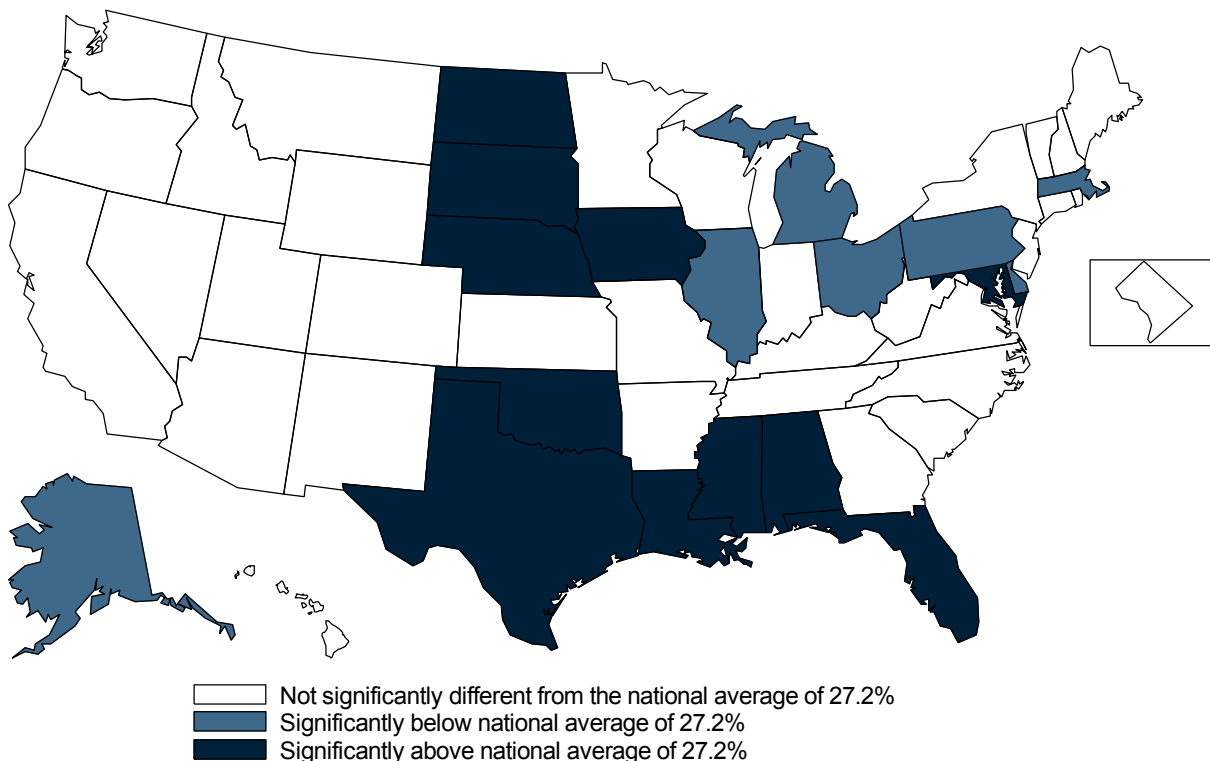 Not significantly different from the national average of 27.2%
Significantly below national average of 27.2%
Significantly above national average of 27.2%